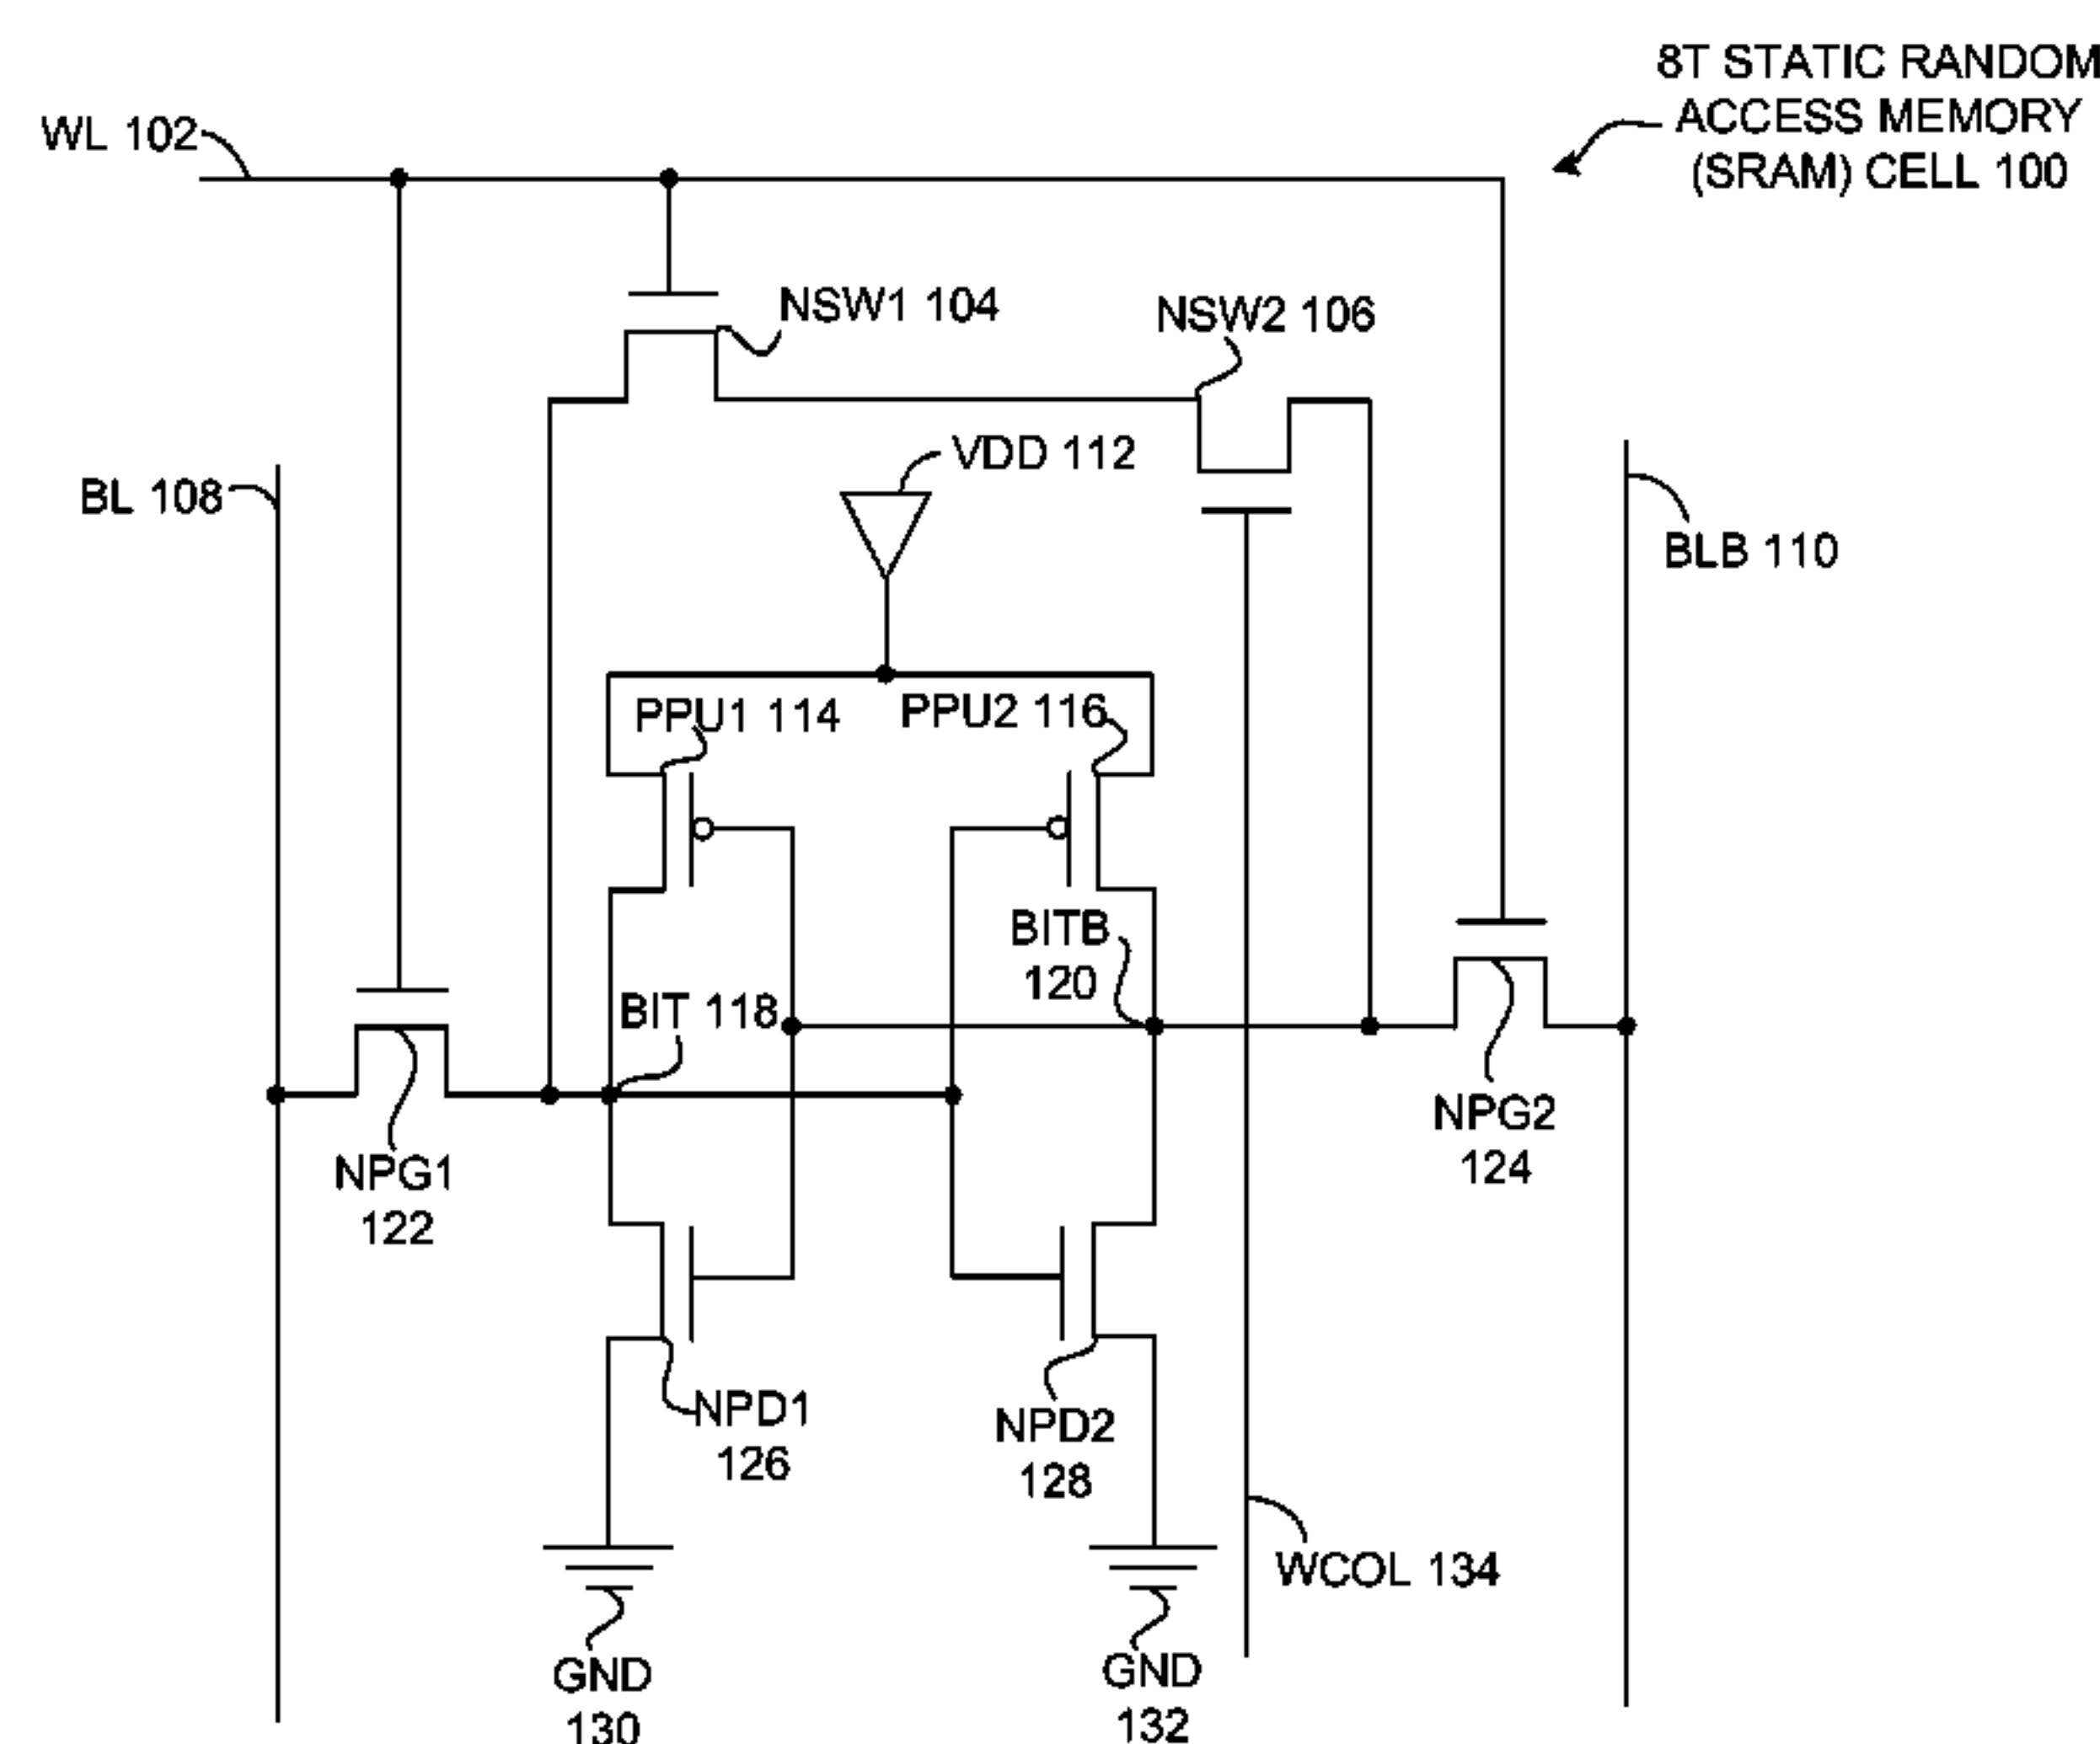 8T STATIC RANDOM
ACCESS MEMORY
(SRAM) CELL 100
WL 102
NSW1 104
NSW2 106
VDD 112
BL 108
BLB 110
PPU1 114
PPU2 116
BITB
120
BIT 118
NPG1
122
NPG2
124
NPD1
126
NPD2
128
WCOL 134
GND
130
GND
132